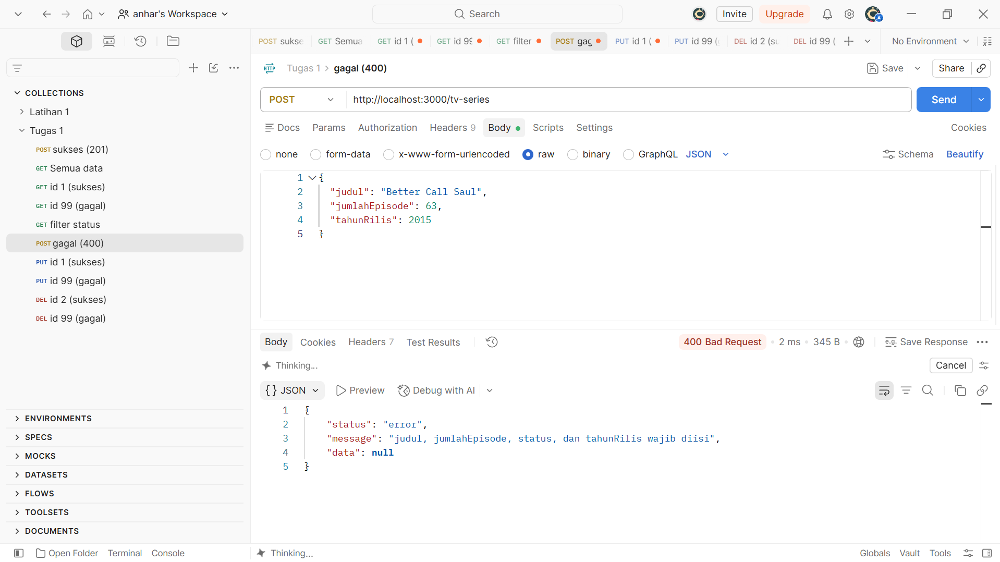 anhar's Workspace
Search
Invite
Upgrade
A
POST sukse
GET Semua
GET id 1 (
GET id 99
GET filter
POST gag
PUT id 1 (
PUT id 99 (g
DEL id 2 (su
DEL id 99 (
No Environment
HTTP
Tugas 1 > gagal (400)
Save
Share
COLLECTIONS
Latihan 1
Tugas 1
POST sukses (201)
GET Semua data
GET id 1 (sukses)
GET id 99 (gagal)
GET filter status
POST gagal (400)
PUT id 1 (sukses)
PUT id 99 (gagal)
DEL id 2 (sukses)
DEL id 99 (gagal)
ENVIRONMENTS
SPECS
MOCKS
DATASETS
FLOWS
TOOLSETS
DOCUMENTS
POST
http://localhost:3000/tv-series
Send
Docs
Params
Authorization
Headers 9
Body
Scripts
Settings
Cookies
none
form-data
x-www-form-urlencoded
raw
binary
GraphQL
JSON
Schema
Beautify
1 {
2 "judul": "Better Call Saul",
3 "jumlahEpisode": 63,
4 "tahunRilis": 2015
5 }
Body
Cookies
Headers 7
Test Results
400 Bad Request
2 ms
345 B
e.g. Save Response
Thinking...
Cancel
{} JSON
Preview
Debug with AI
1 {
2 "status": "error",
3 "message": "judul, jumlahEpisode, status, dan tahunRilis wajib diisi",
4 "data": null
5 }
Open Folder
Terminal
Console
Thinking...
Globals
Vault
Tools